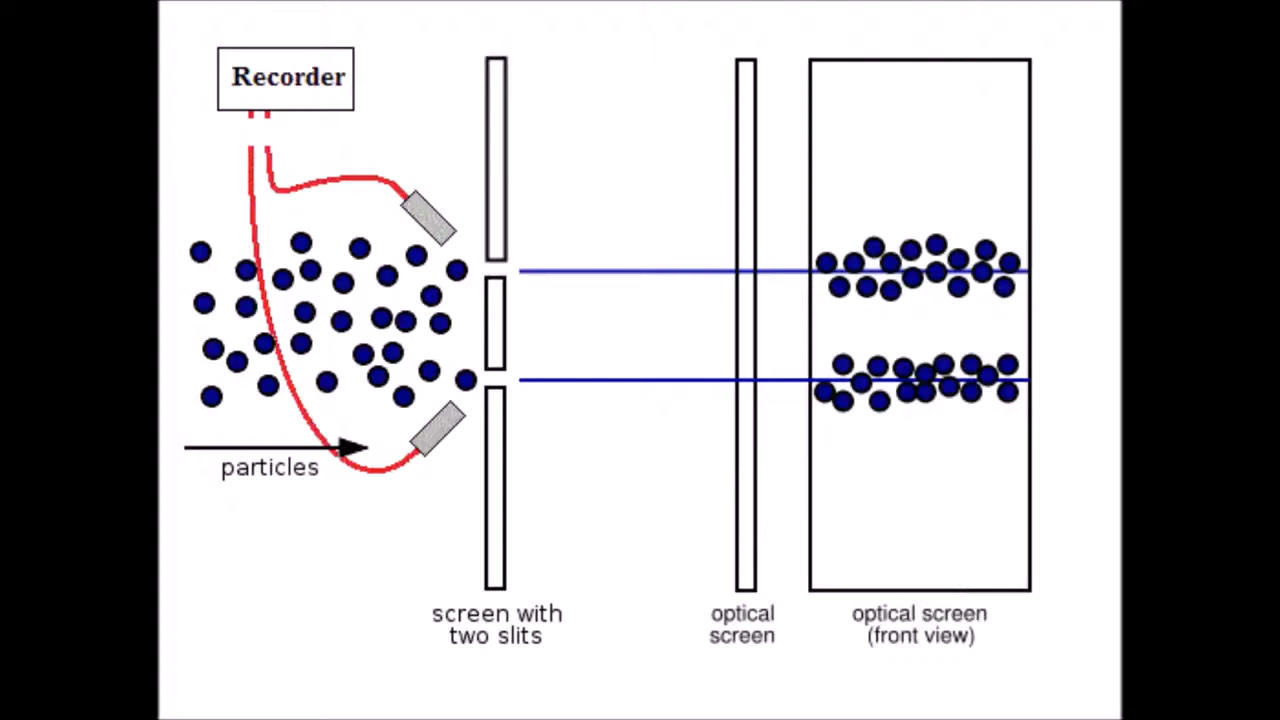 Recorder
particles
screen with
two slits
optical
screen
optical screen
(front view)